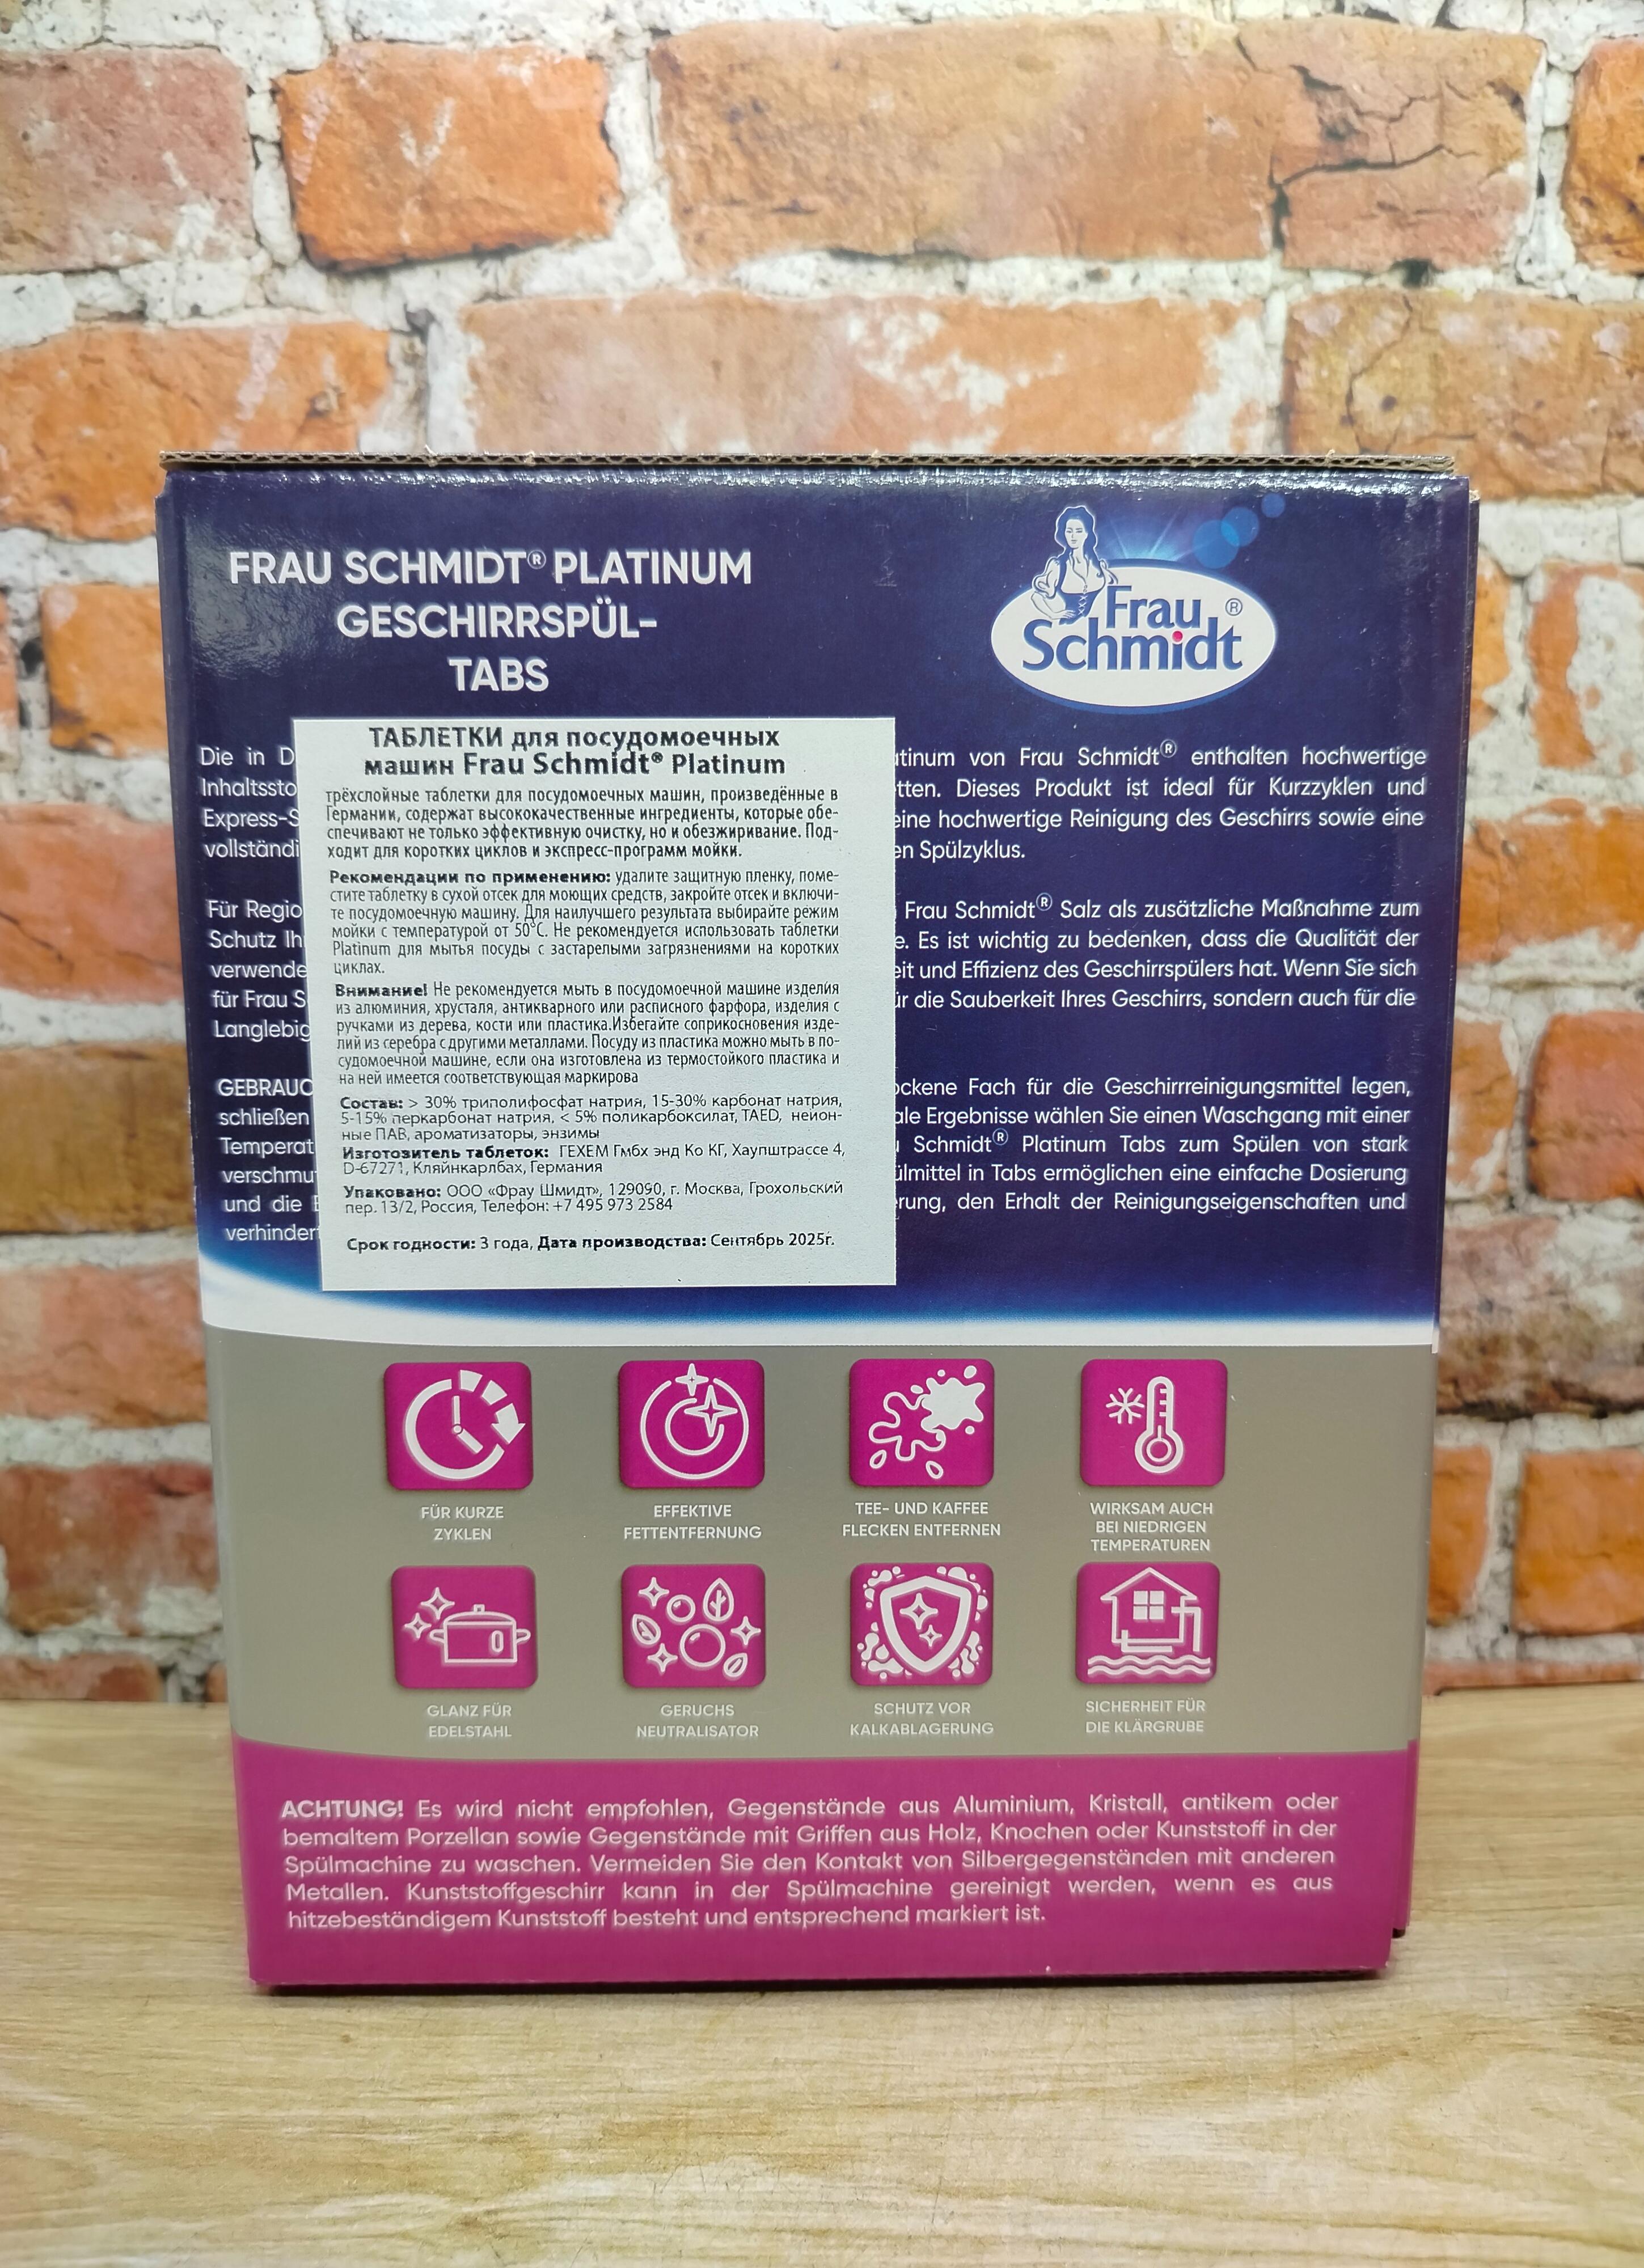 FRAU SCHMIDT® PLATINUM
GESCHIRRSPÜL-
TABS
Frau ®
Schmidt
ТАБЛЕТКИ для посудомоечных
машин Frau Schmidt® Platinum
трёхслойные таблетки для посудомоечных машин, произведённые в
Германии, содержат высококачественные ингредиенты, которые обе-
спечивают не только эффективную очистку, но и обезжиривание. Под-
ходит для коротких циклов и экспресс-программ мойки.
Рекомендации по применению: удалите защитную пленку, поме-
стите таблетку в сухой отсек для моющих средств, закройте отсек и включи-
те посудомоечную машину. Для наилучшего результата выбирайте режим
мойки с температурой от 50°C. Не рекомендуется использовать таблетки
Platinum для мытья посуды с застарелыми загрязнениями на коротких
циклах.
Внимание! Не рекомендуется мыть в посудомоечной машине изделия
из алюминия, хрусталя, антикварного или расписного фарфора, изделия с
ручками из дерева, кости или пластика.Избегайте соприкосновения изде-
лий из серебра с другими металлами. Посуду из пластика можно мыть в по-
судомоечной машине, если она изготовлена из термостойкого пластика и
на ней имеется соответствующая маркирова
Состав: > 30% триполифосфат натрия, 15-30% карбонат натрия,
5-15% перкарбонат натрия, < 5% поликарбоксилат, TAED, неион-
ные ПАВ, ароматизаторы, энзимы
Изготозитель таблеток: ГЕХЕМ Гмбх энд Ко КГ, Хауптштрассе 4,
D-67271, Кляйнкарлбах, Германия
Упаковано: ООО «Фрау Шмидт», 129090, г. Москва, Грохольский
пер. 13/2, Россия, Телефон: +7 495 973 2584
Срок годности: 3 года, Дата производства: Сентябрь 2025г.
Die in
Inhaltssto
Express-S
vollständi
Für Regio
Schutz Ih
verwende
für Frau S
Langlebig
GEBRAUC
schließen
Temperat
verschmu
und die
verhinder
atinum von Frau Schmidt® enthalten hochwertige
tten. Dieses Produkt ist ideal für Kurzzyklen und
eine hochwertige Reinigung des Geschirrs sowie eine
en Spülzyklus.
Frau Schmidt® Salz als zusätzliche Maßnahme zum
e. Es ist wichtig zu bedenken, dass die Qualität der
eit und Effizienz des Geschirrspülers hat. Wenn Sie sich
ür die Sauberkeit Ihres Geschirrs, sondern auch für die
ockene Fach für die Geschirrreinigungsmittel legen,
ale Ergebnisse wählen Sie einen Waschgang mit einer
Schmidt® Platinum Tabs zum Spülen von stark
ülmittel in Tabs ermöglichen eine einfache Dosierung
erung, den Erhalt der Reinigungseigenschaften und
FÜR KURZE
ZYKLEN
EFFEKTIVE
FETTENTFERNUNG
TEE- UND KAFFEE
FLECKEN ENTFERNEN
WIRKSAM AUCH
BEI NIEDRIGEN
TEMPERATUREN
GLANZ FÜR
EDELSTAHL
GERUCHS
NEUTRALISATOR
SCHUTZ VOR
KALKABLAGERUNG
SICHERHEIT FÜR
DIE KLÄRGRUBE
ACHTUNG! Es wird nicht empfohlen, Gegenstände aus Aluminium, Kristall, antikem oder
bemaltem Porzellan sowie Gegenstände mit Griffen aus Holz, Knochen oder Kunststoff in der
Spülmachine zu waschen. Vermeiden Sie den Kontakt von Silbergegenständen mit anderen
Metallen. Kunststoffgeschirr kann in der Spülmachine gereinigt werden, wenn es aus
hitzebeständigem Kunststoff besteht und entsprechend markiert ist.